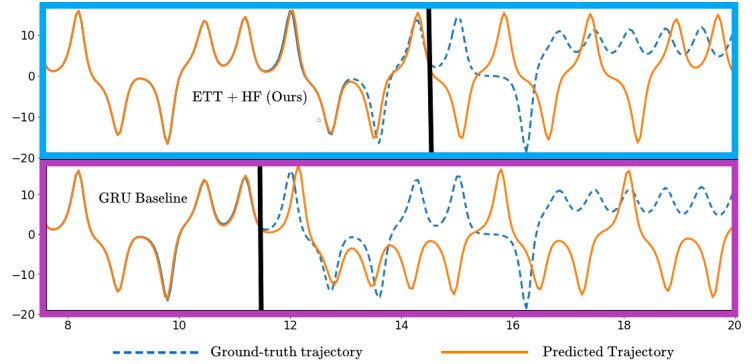 10
0
−10
−20
ETT + HF (Ours)
10
0
−10
GRU Baseline
8 10 12 14 16 18 20
Ground-truth trajectory Predicted Trajectory